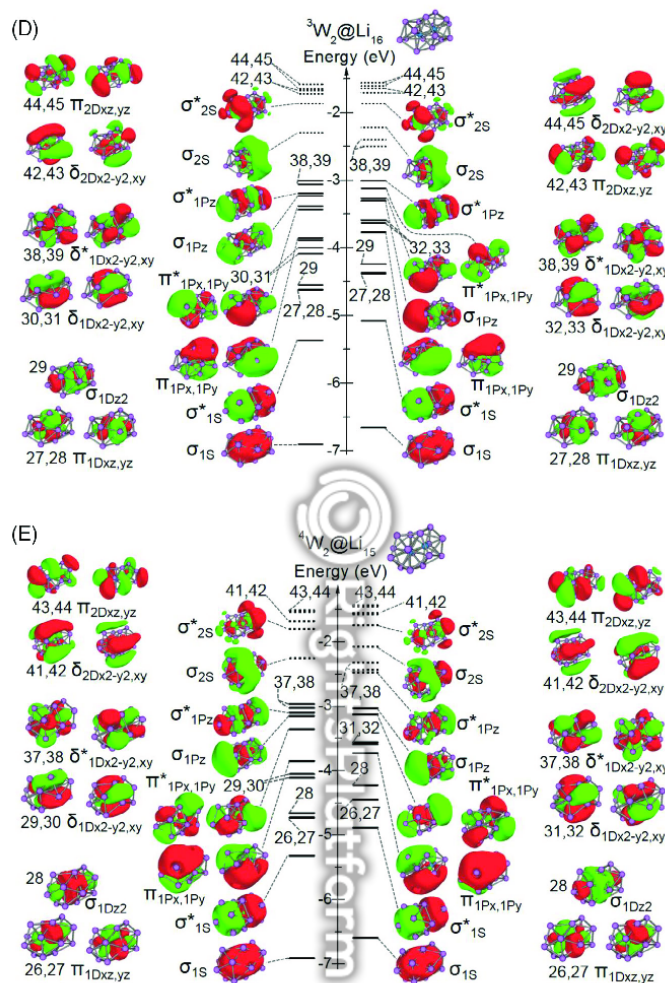 (D)
³W₂@Li₁₆
Energy (eV)
44,45 π2Dxz,yz
42,43 δ2Dx2-y2,xy
38,39 δ*1Dx2-y2,xy
30,31 δ1Dx2-y2,xy
29
σ1Dz2
27,28 π1Dxz,yz
44,45
42,43
σ*2S
σ2S
38,39
σ*1Pz
σ1Pz
30,31
29
π*1Px,1Py
27,28
π1Px,1Py
σ*1S
σ1S
-2
-3
-4
-5
-6
-7
44,45
42,43
σ*2S
σ2S
38,39
σ*1Pz
32,33
29
π*1Px,1Py
27,28
σ1Pz
π1Px,1Py
σ*1S
σ1S
44,45 δ2Dx2-y2,xy
42,43 π2Dxz,yz
38,39 δ*1Dx2-y2,xy
32,33 δ1Dx2-y2,xy
29
σ1Dz2
27,28 π1Dxz,yz
(E)
⁴W₂@Li₁₅
Energy (eV)
43,44 π2Dxz,yz
41,42 δ2Dx2-y2,xy
37,38 δ*1Dx2-y2,xy
29,30 δ1Dx2-y2,xy
28
σ1Dz2
26,27 π1Dxz,yz
43,44
41,42
σ*2S
σ2S
37,38
σ*1Pz
σ1Pz
π*1Px,1Py
29,30
28
26,27
π1Px,1Py
σ*1S
σ1S
-2
-3
-4
-5
-6
-7
43,44
41,42
σ*2S
σ2S
37,38
σ*1Pz
31,32
σ1Pz
28
π*1Px,1Py
26,27
π1Px,1Py
σ*1S
σ1S
43,44 π2Dxz,yz
41,42 δ2Dx2-y2,xy
37,38 δ*1Dx2-y2,xy
31,32 δ1Dx2-y2,xy
28
σ1Dz2
26,27 π1Dxz,yz
RightsPlatform